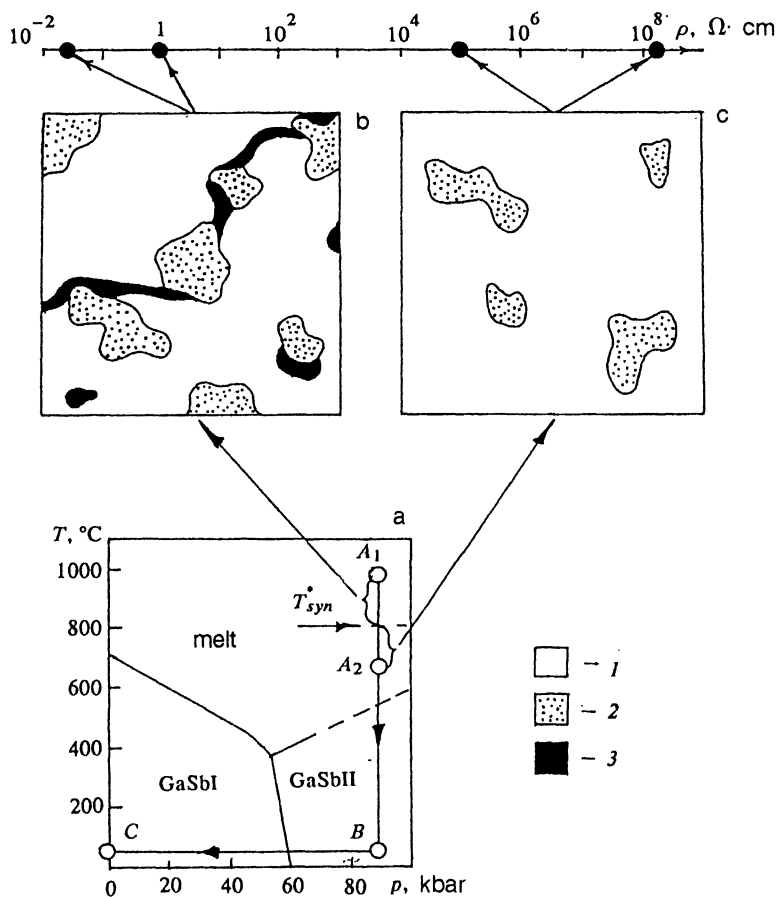 10⁻² 1 10² 10⁴ 10⁶ 10⁸ ρ, Ω· cm
b
c
a
T, °C
1000
800
600
400
200
A₁
T*syn
melt
A₂
GaSbI
GaSbII
C
B
0 20 40 60 80 p, kbar
– 1
– 2
– 3